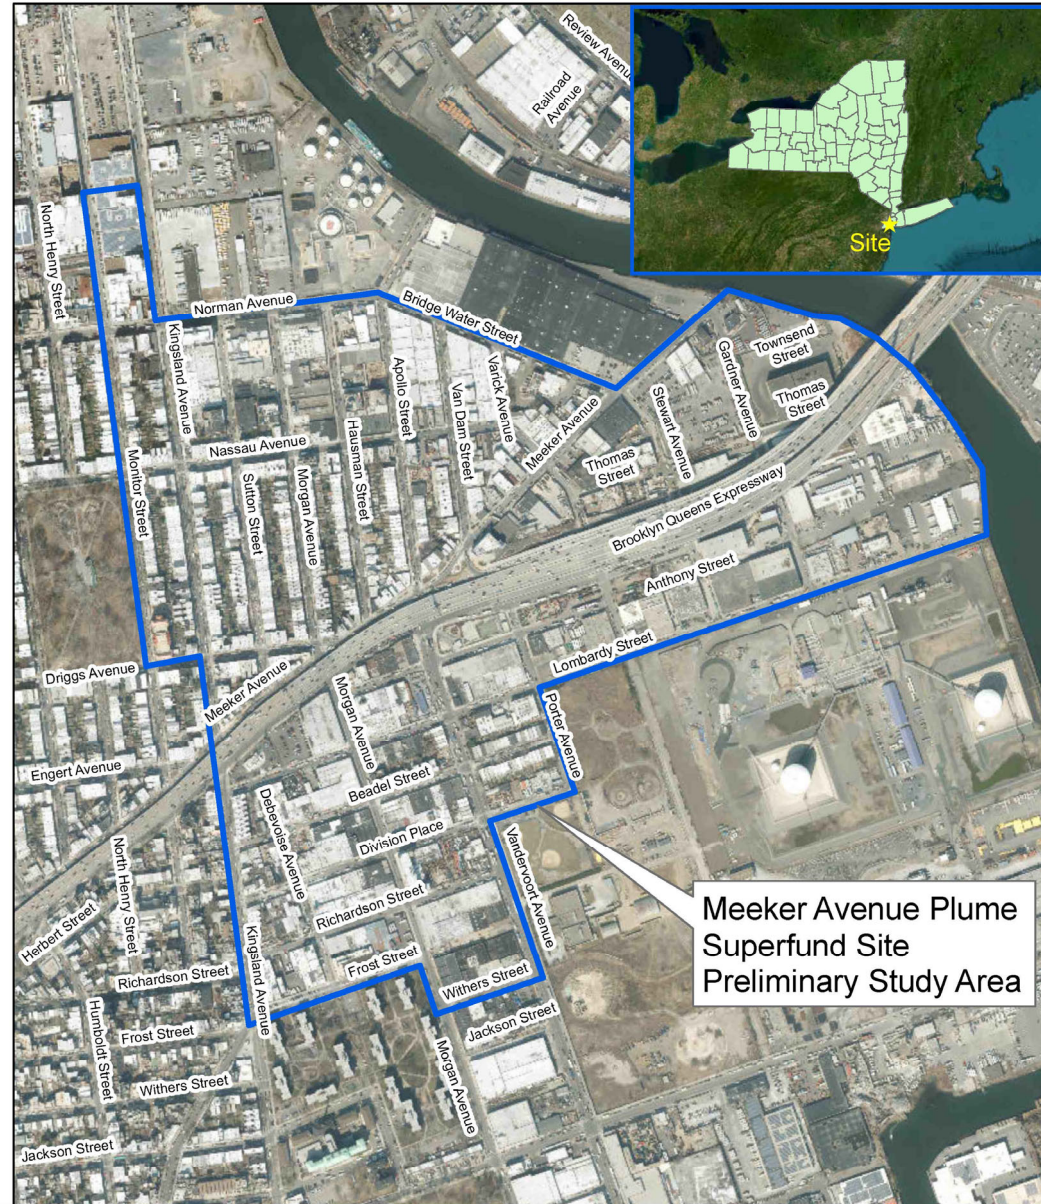 Review Avenue
Railroad
Avenue
Site
North Henry Street
Norman Avenue
Bridge Water Street
Kingsland Avenue
Apollo Street
Varick Avenue
Van Dam Street
Gardner Avenue
Townsend
Street
Thomas
Street
Stewart Avenue
Meeker Avenue
Thomas
Street
Nassau Avenue
Hausman Street
Monitor Street
Sutton Street
Morgan Avenue
Brooklyn Queens Expressway
Anthony Street
Lombardy Street
Driggs Avenue
Meeker Avenue
Morgan Avenue
Porter Avenue
Engert Avenue
Beadel Street
Debevoise Avenue
Division Place
Vandervoort Avenue
North Henry Street
Richardson Street
Herbert Street
Kingsland Avenue
Frost Street
Withers Street
Meeker Avenue Plume
Superfund Site
Preliminary Study Area
Richardson Street
Humboldt Street
Frost Street
Jackson Street
Morgan Avenue
Withers Street
Jackson Street